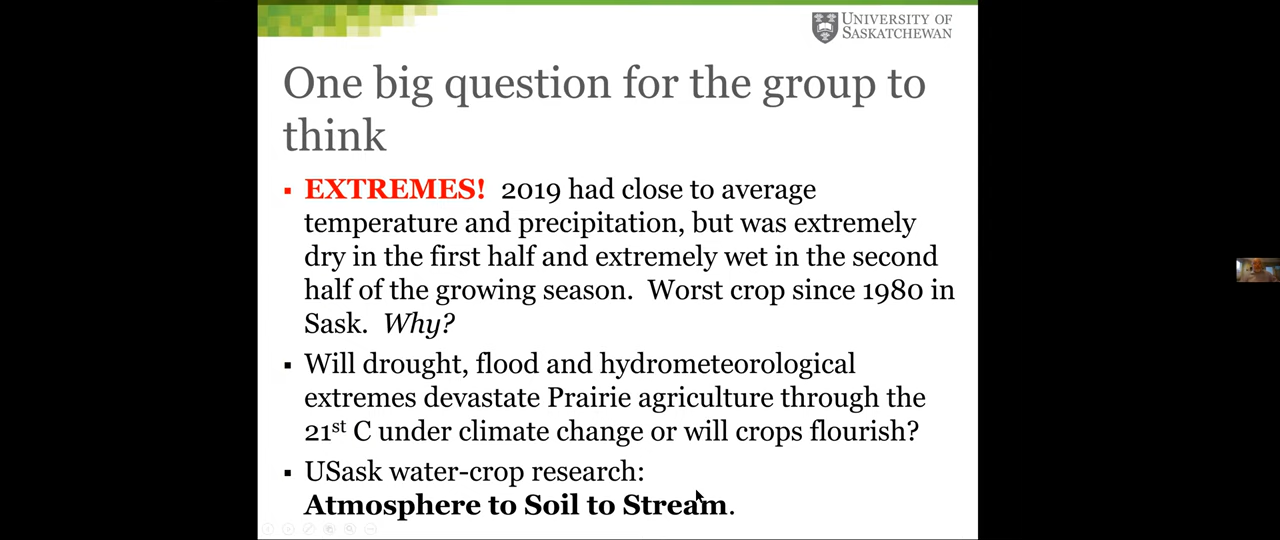 UNIVERSITY OF
SASKATCHEWAN
One big question for the group to
think
▪ EXTREMES! 2019 had close to average
temperature and precipitation, but was extremely
dry in the first half and extremely wet in the second
half of the growing season. Worst crop since 1980 in
Sask. Why?
▪ Will drought, flood and hydrometeorological
extremes devastate Prairie agriculture through the
21st C under climate change or will crops flourish?
▪ USask water-crop research:
Atmosphere to Soil to Stream.